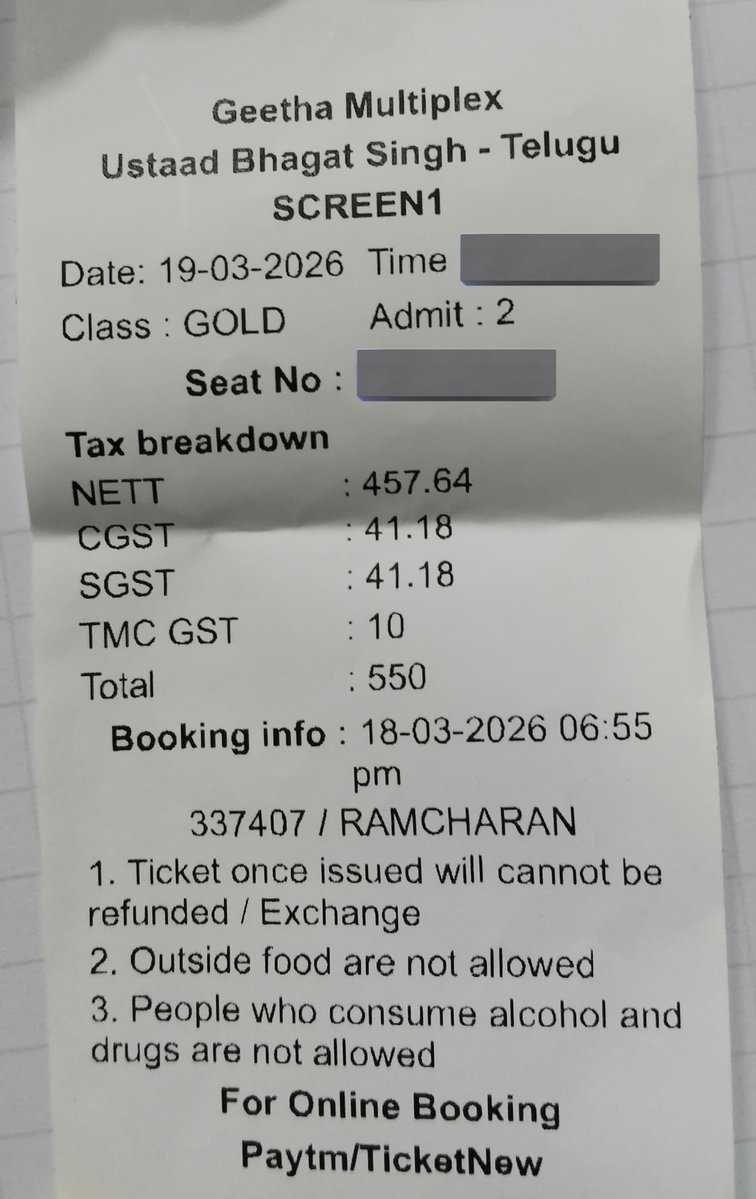 Geetha Multiplex
Ustaad Bhagat Singh - Telugu
SCREEN1
Date: 19-03-2026 Time
Class : GOLD Admit : 2
Seat No :
Tax breakdown
NETT : 457.64
CGST : 41.18
SGST : 41.18
TMC GST : 10
Total : 550
Booking info : 18-03-2026 06:55
pm
337407 / RAMCHARAN
1. Ticket once issued will cannot be
refunded / Exchange
2. Outside food are not allowed
3. People who consume alcohol and
drugs are not allowed
For Online Booking
Paytm/TicketNew